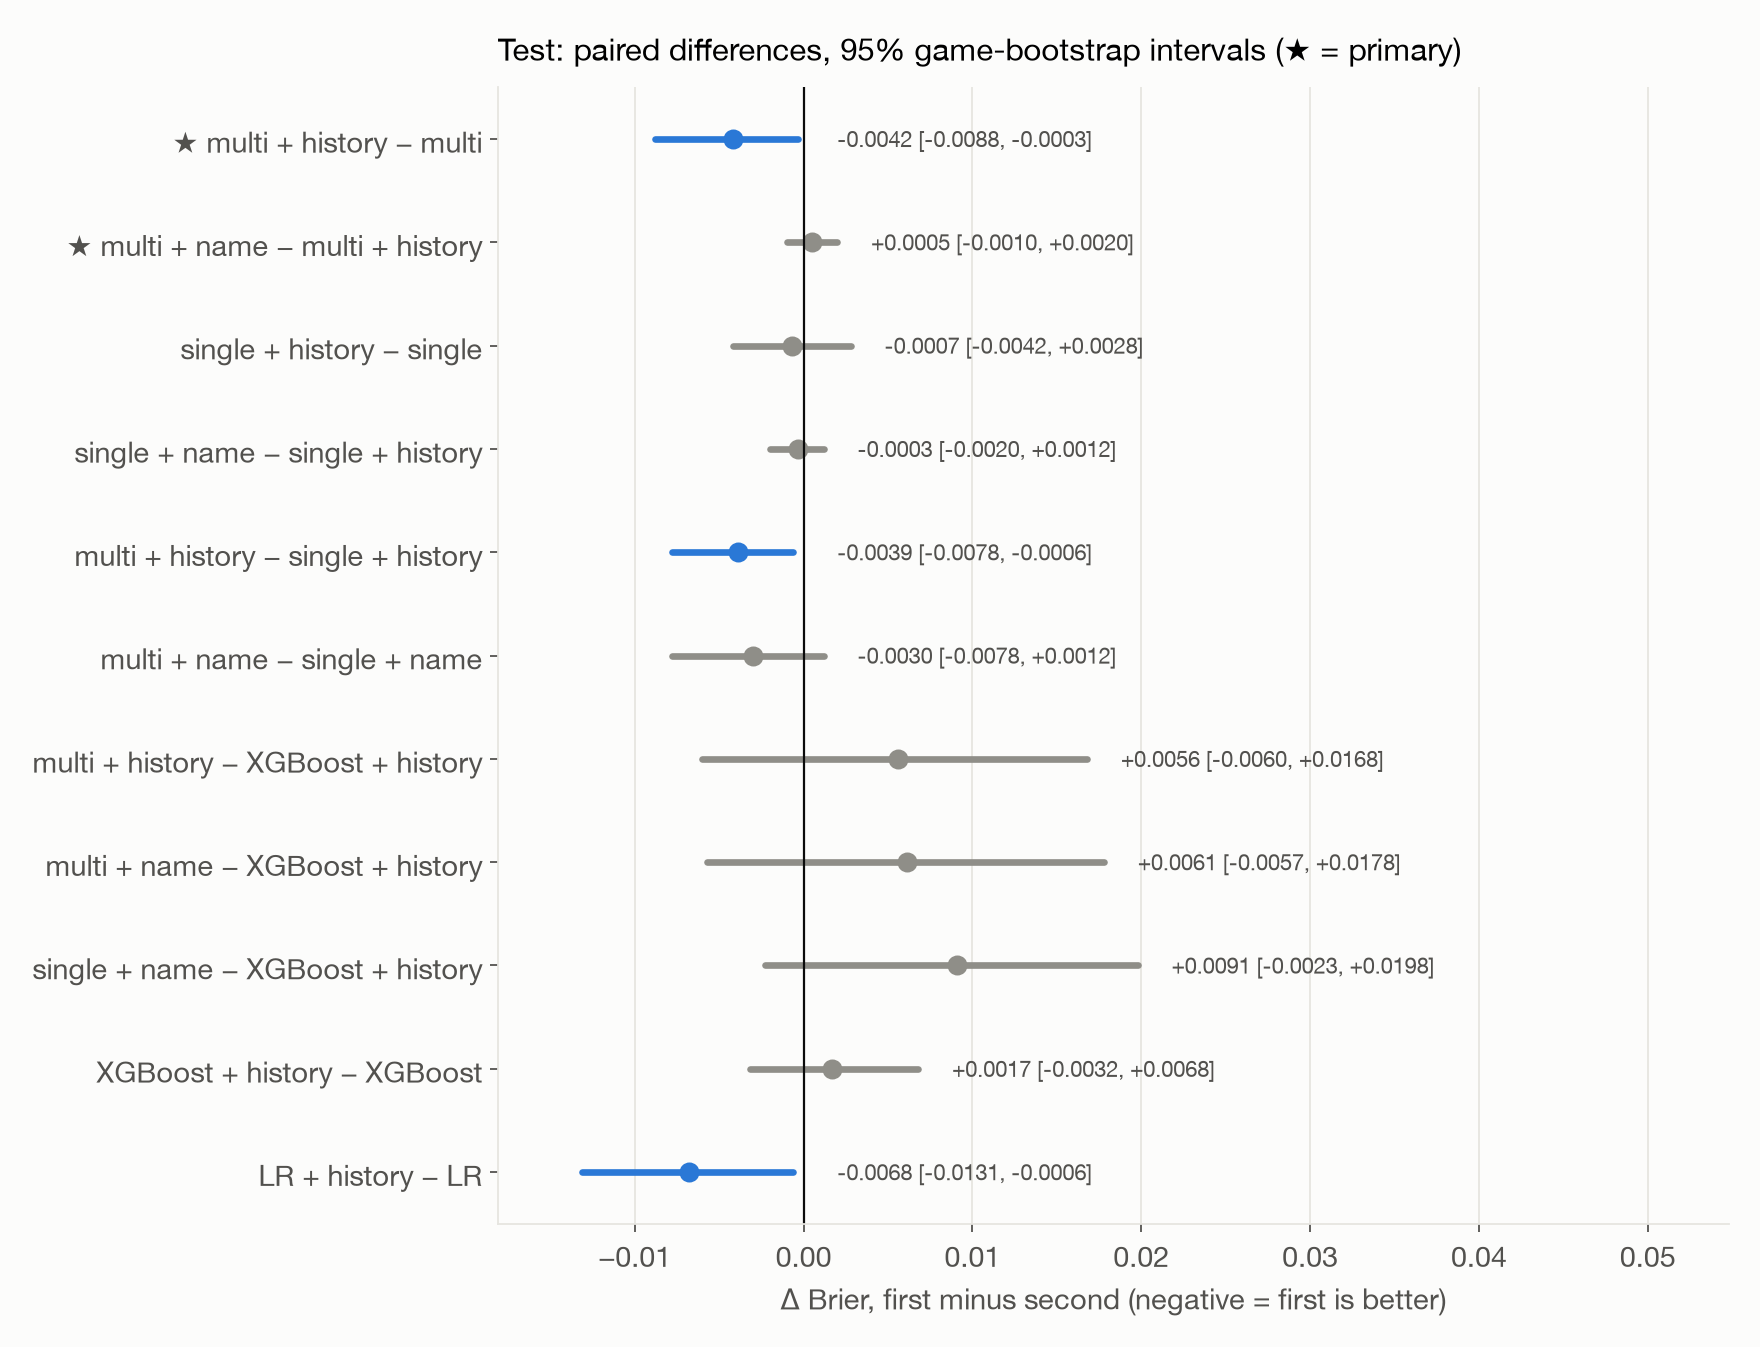 Test: paired differences, 95% game-bootstrap intervals (★ = primary)
★ multi + history − multi
-0.0042 [-0.0088, -0.0003]
★ multi + name − multi + history
+0.0005 [-0.0010, +0.0020]
single + history − single
-0.0007 [-0.0042, +0.0028]
single + name − single + history
-0.0003 [-0.0020, +0.0012]
multi + history − single + history
-0.0039 [-0.0078, -0.0006]
multi + name − single + name
-0.0030 [-0.0078, +0.0012]
multi + history − XGBoost + history
+0.0056 [-0.0060, +0.0168]
multi + name − XGBoost + history
+0.0061 [-0.0057, +0.0178]
single + name − XGBoost + history
+0.0091 [-0.0023, +0.0198]
XGBoost + history − XGBoost
+0.0017 [-0.0032, +0.0068]
LR + history − LR
-0.0068 [-0.0131, -0.0006]
−0.01 0.00 0.01 0.02 0.03 0.04 0.05
Δ Brier, first minus second (negative = first is better)